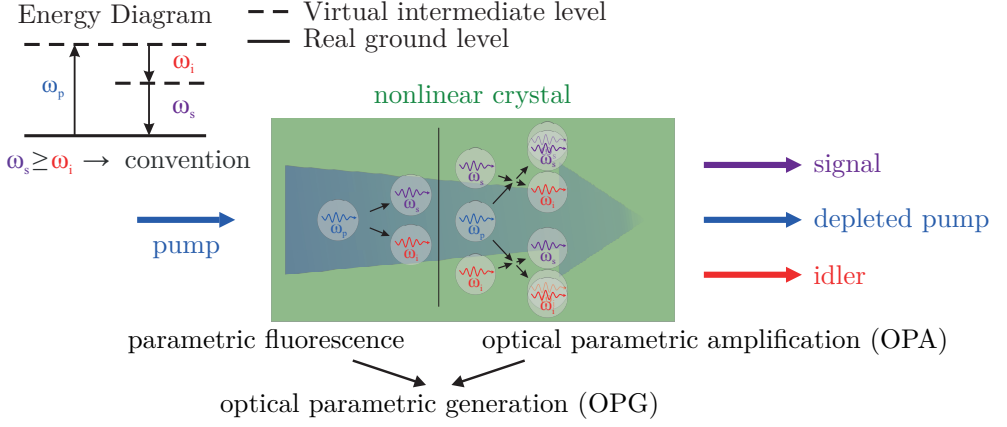 Energy Diagram
Virtual intermediate level
Real ground level
ωp
ωi
ωs
ωs≥ωi → convention
nonlinear crystal
pump
ωp
ωs
ωi
ωs
ωp
ωi
ωs
ωi
ωs
ωi
signal
depleted pump
idler
parametric fluorescence
optical parametric amplification (OPA)
optical parametric generation (OPG)